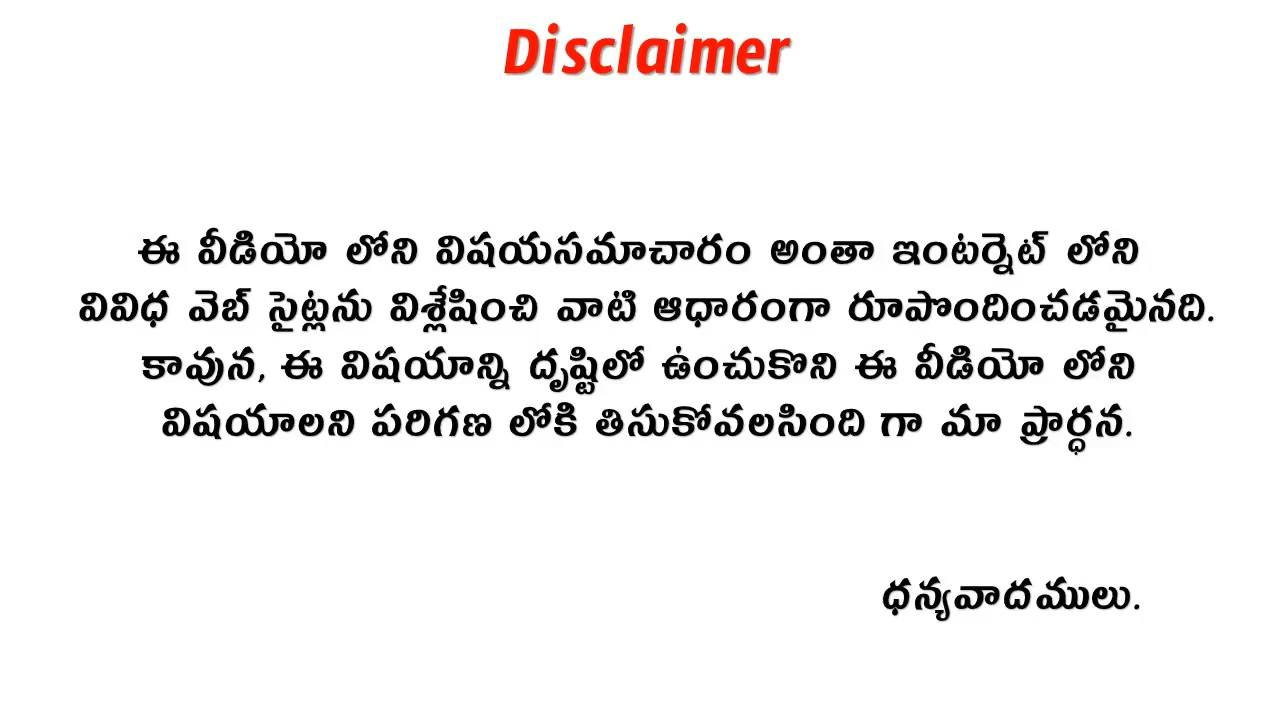 Disclaimer
ఈ వీడియో లోని విషయసమాచారం అంతా ఇంటర్నెట్ లోని
వివిధ వెబ్ సైట్లను విశ్లేషించి వాటి ఆధారంగా రూపొందించడమైనది.
కావున, ఈ విషయాన్ని దృష్టిలో ఉంచుకొని ఈ వీడియో లోని
విషయాలని పరిగణ లోకి తిసుకోవలసింది గా మా ప్రార్ధన.
ధన్యవాదములు.